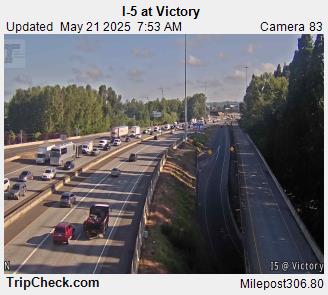 I-5 at Victory
Updated May 21 2025 7:53 AM Camera 83
N I5 @ Victory
TripCheck.com Milepost306.80